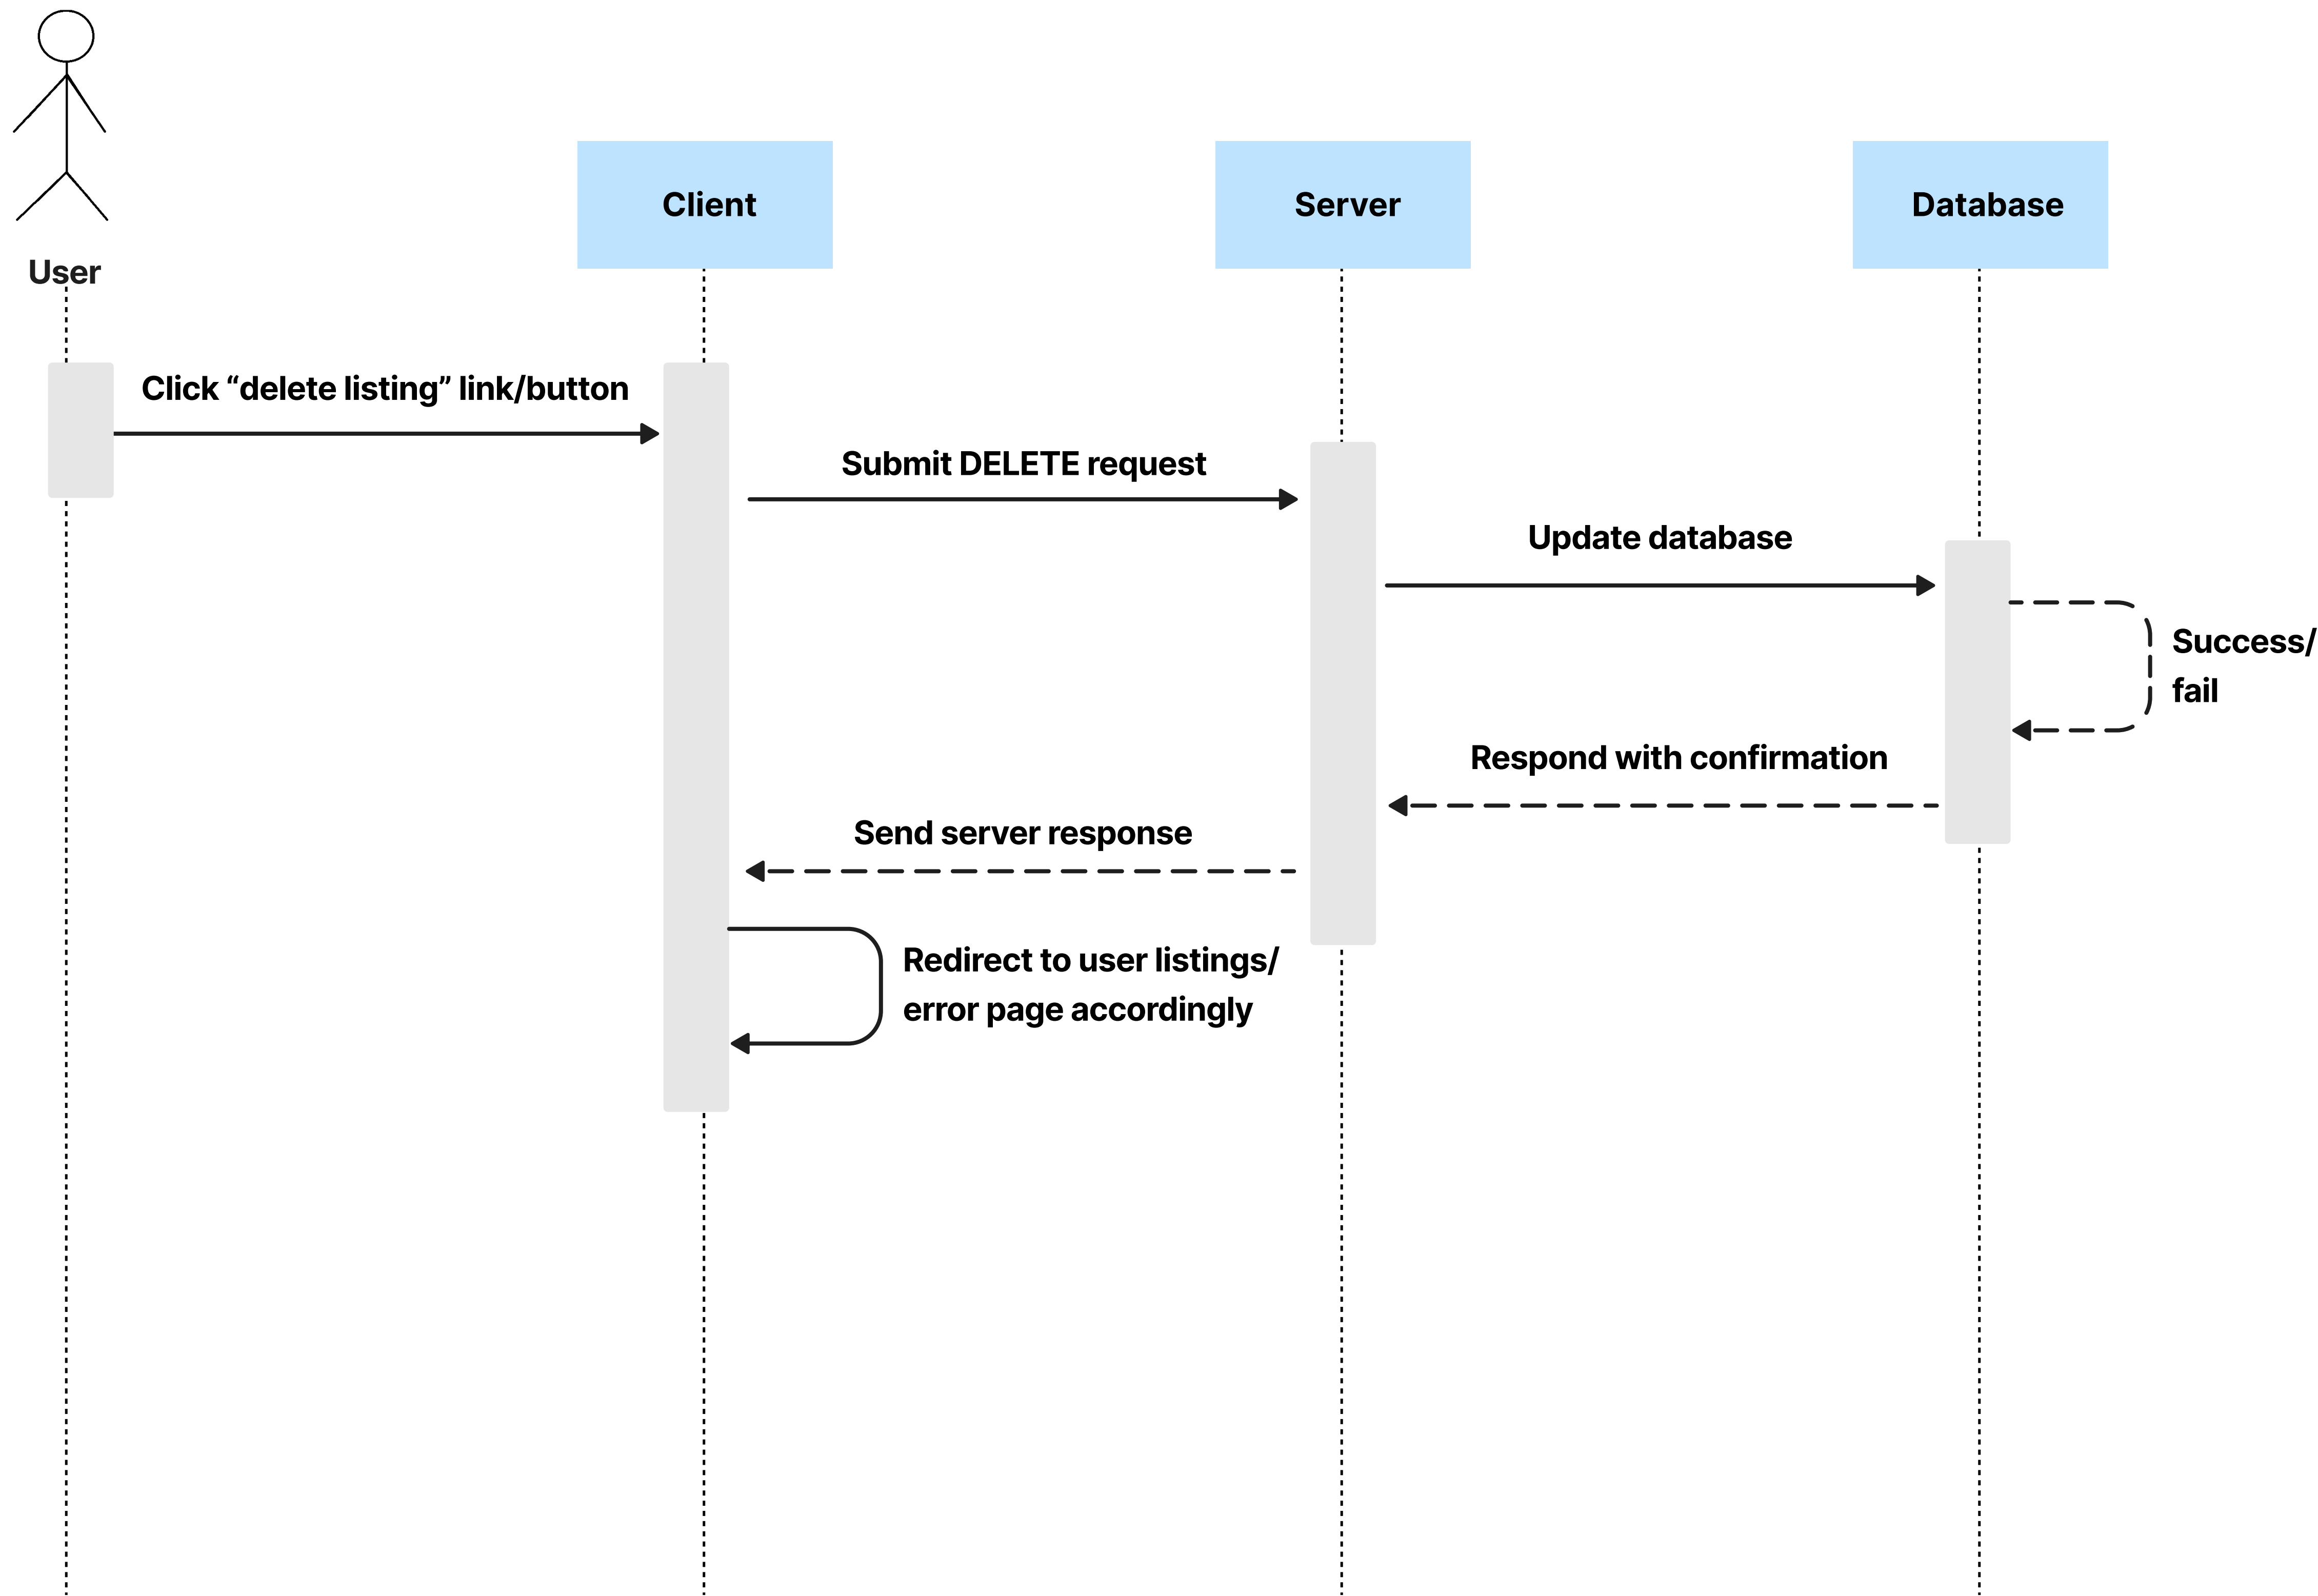 Client
Server
Database
User
Click “delete listing” link/button
Submit DELETE request
Update database
Success/
fail
Respond with confirmation
Send server response
Redirect to user listings/
error page accordingly